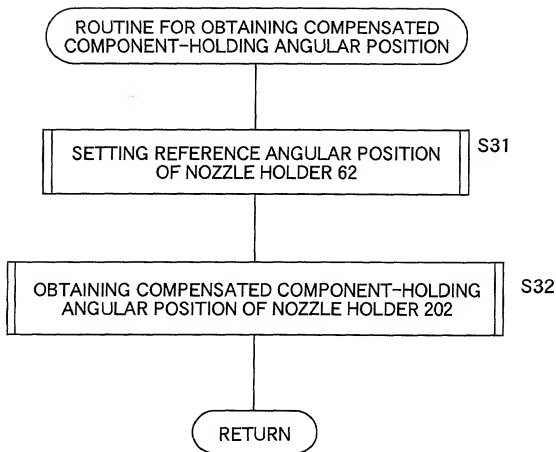 ROUTINE FOR OBTAINING COMPENSATED
COMPONENT-HOLDING ANGULAR POSITION
SETTING REFERENCE ANGULAR POSITION
OF NOZZLE HOLDER 62
S31
OBTAINING COMPENSATED COMPONENT-HOLDING
ANGULAR POSITION OF NOZZLE HOLDER 202
S32
RETURN